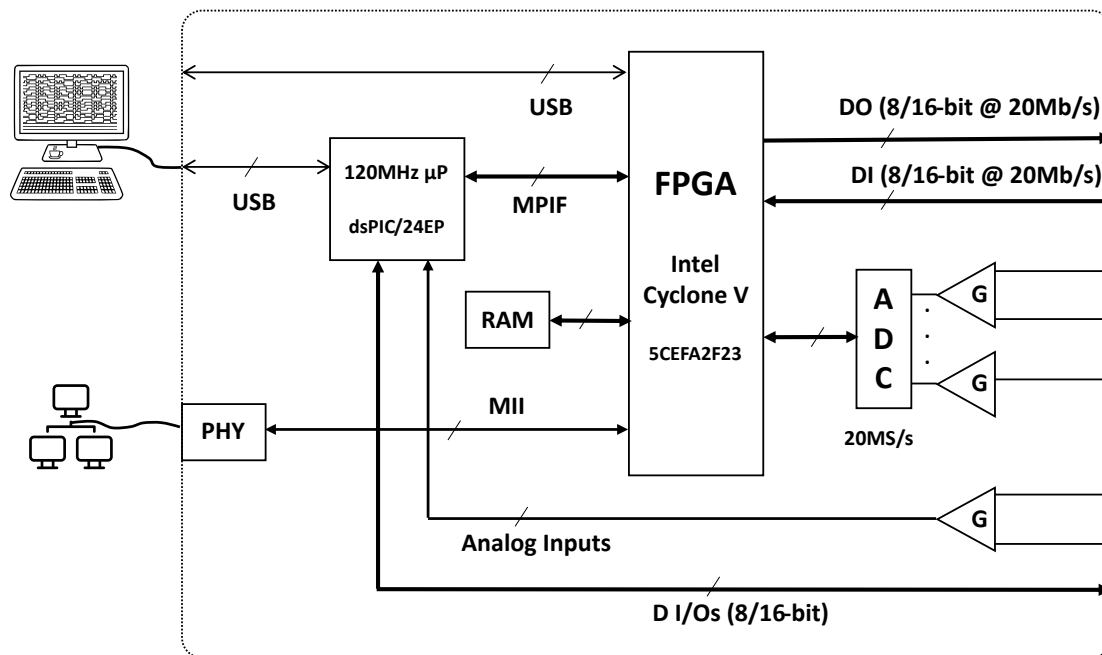 USB
DO (8/16-bit @ 20Mb/s)
120MHz µP
dsPIC/24EP
USB
MPIF
FPGA
DI (8/16-bit @ 20Mb/s)
Intel
Cyclone V
5CEFA2F23
RAM
A
D
C
G
G
20MS/s
PHY
MII
G
Analog Inputs
D I/Os (8/16-bit)